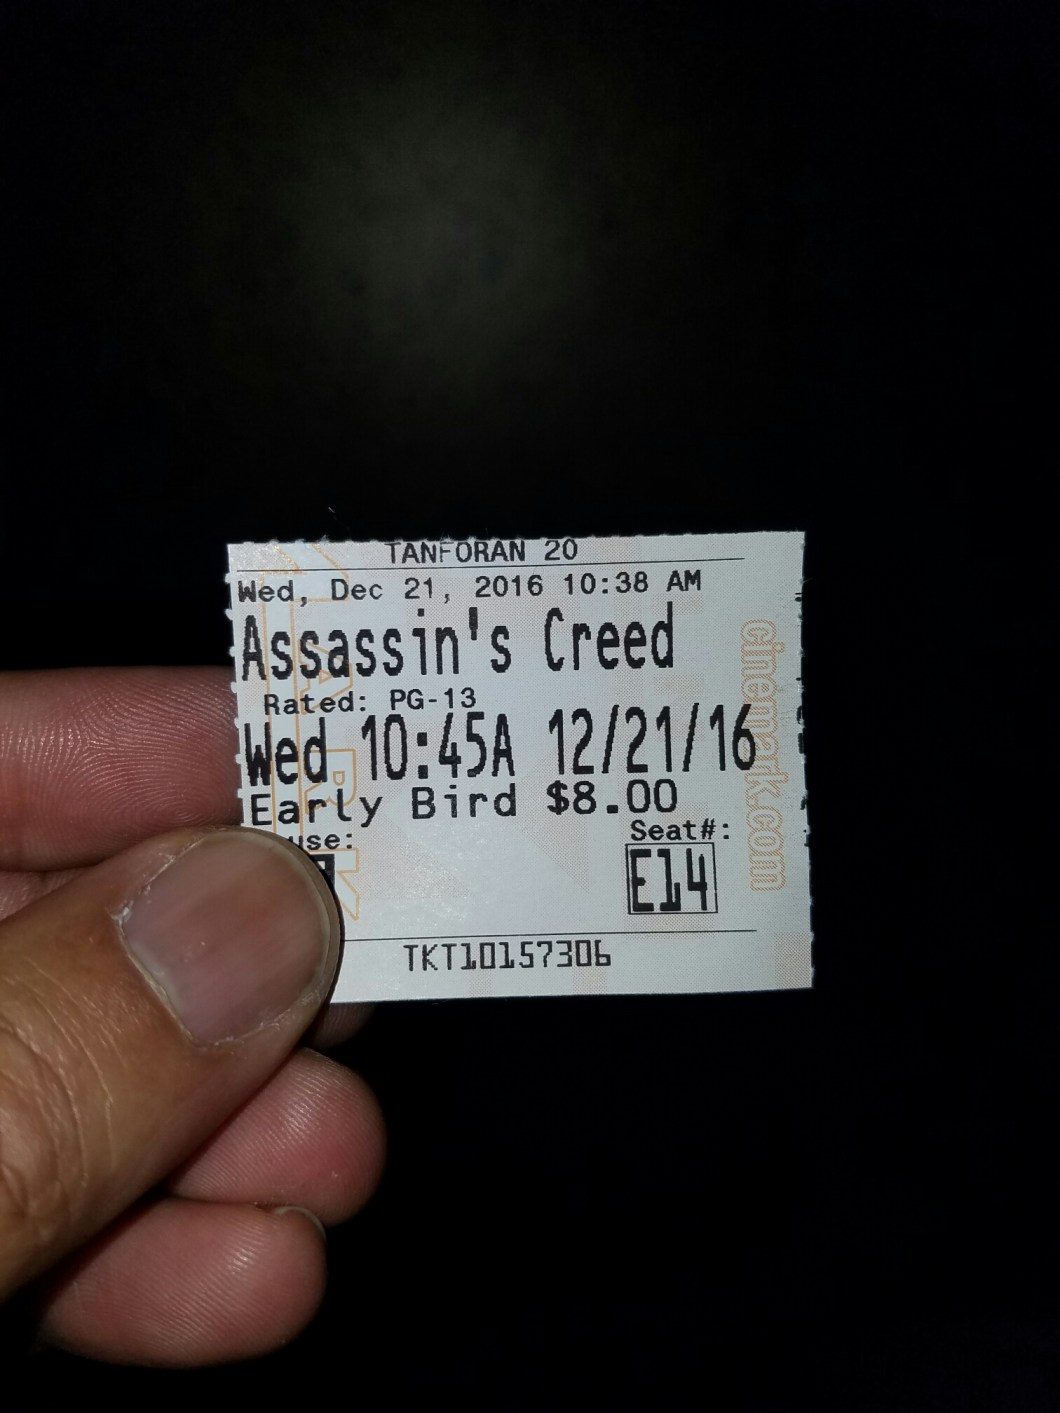 TANFORAN 20
Wed, Dec 21, 2016 10:38 AM
Assassin's Creed
Rated: PG-13
Wed 10:45A 12/21/16
Early Bird $8.00
Seat#:
E14
TKT10157306
cinemark.com